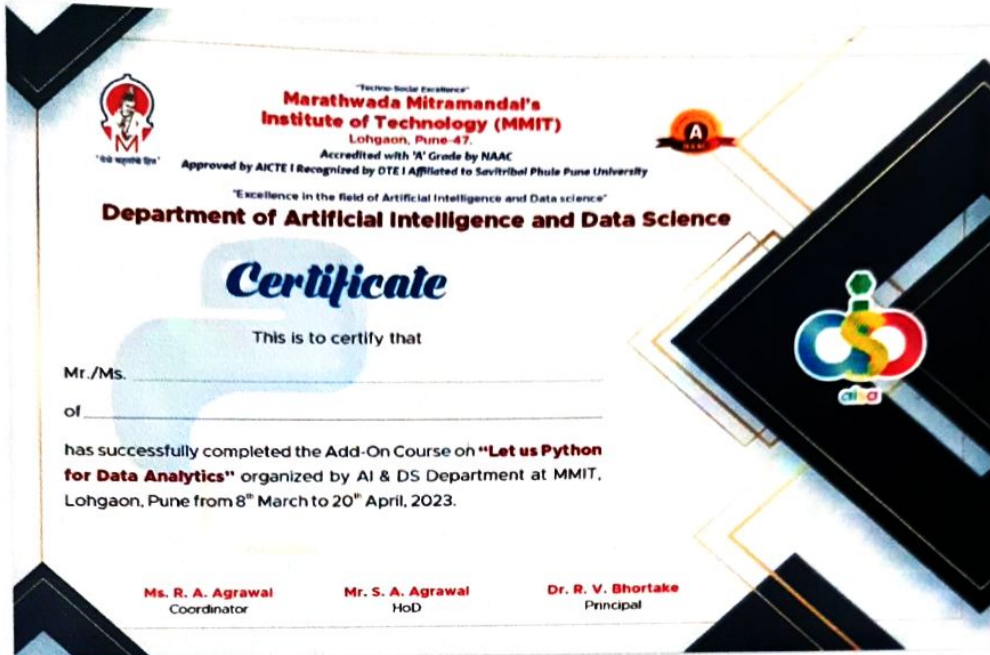 "Techno-Social Excellence"
Marathwada Mitramandal's
Institute of Technology (MMIT)
Lohgaon, Pune-47.
Accredited with 'A' Grade by NAAC
Approved by AICTE I Recognized by DTE I Affiliated to Savitribai Phule Pune University
"Excellence in the field of Artificial Intelligence and Data science"
Department of Artificial Intelligence and Data Science
M
A
Certificate
This is to certify that
Mr./Ms.
of
has successfully completed the Add-On Course on "Let us Python
for Data Analytics" organized by AI & DS Department at MMIT,
Lohgaon, Pune from 8th March to 20th April, 2023.
aisa
Ms. R. A. Agrawal
Coordinator
Mr. S. A. Agrawal
HoD
Dr. R. V. Bhortake
Principal